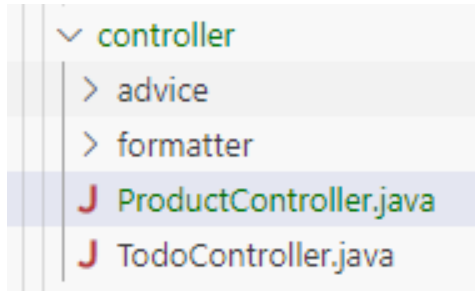 controller
advice
formatter
J ProductController.java
J TodoController.java